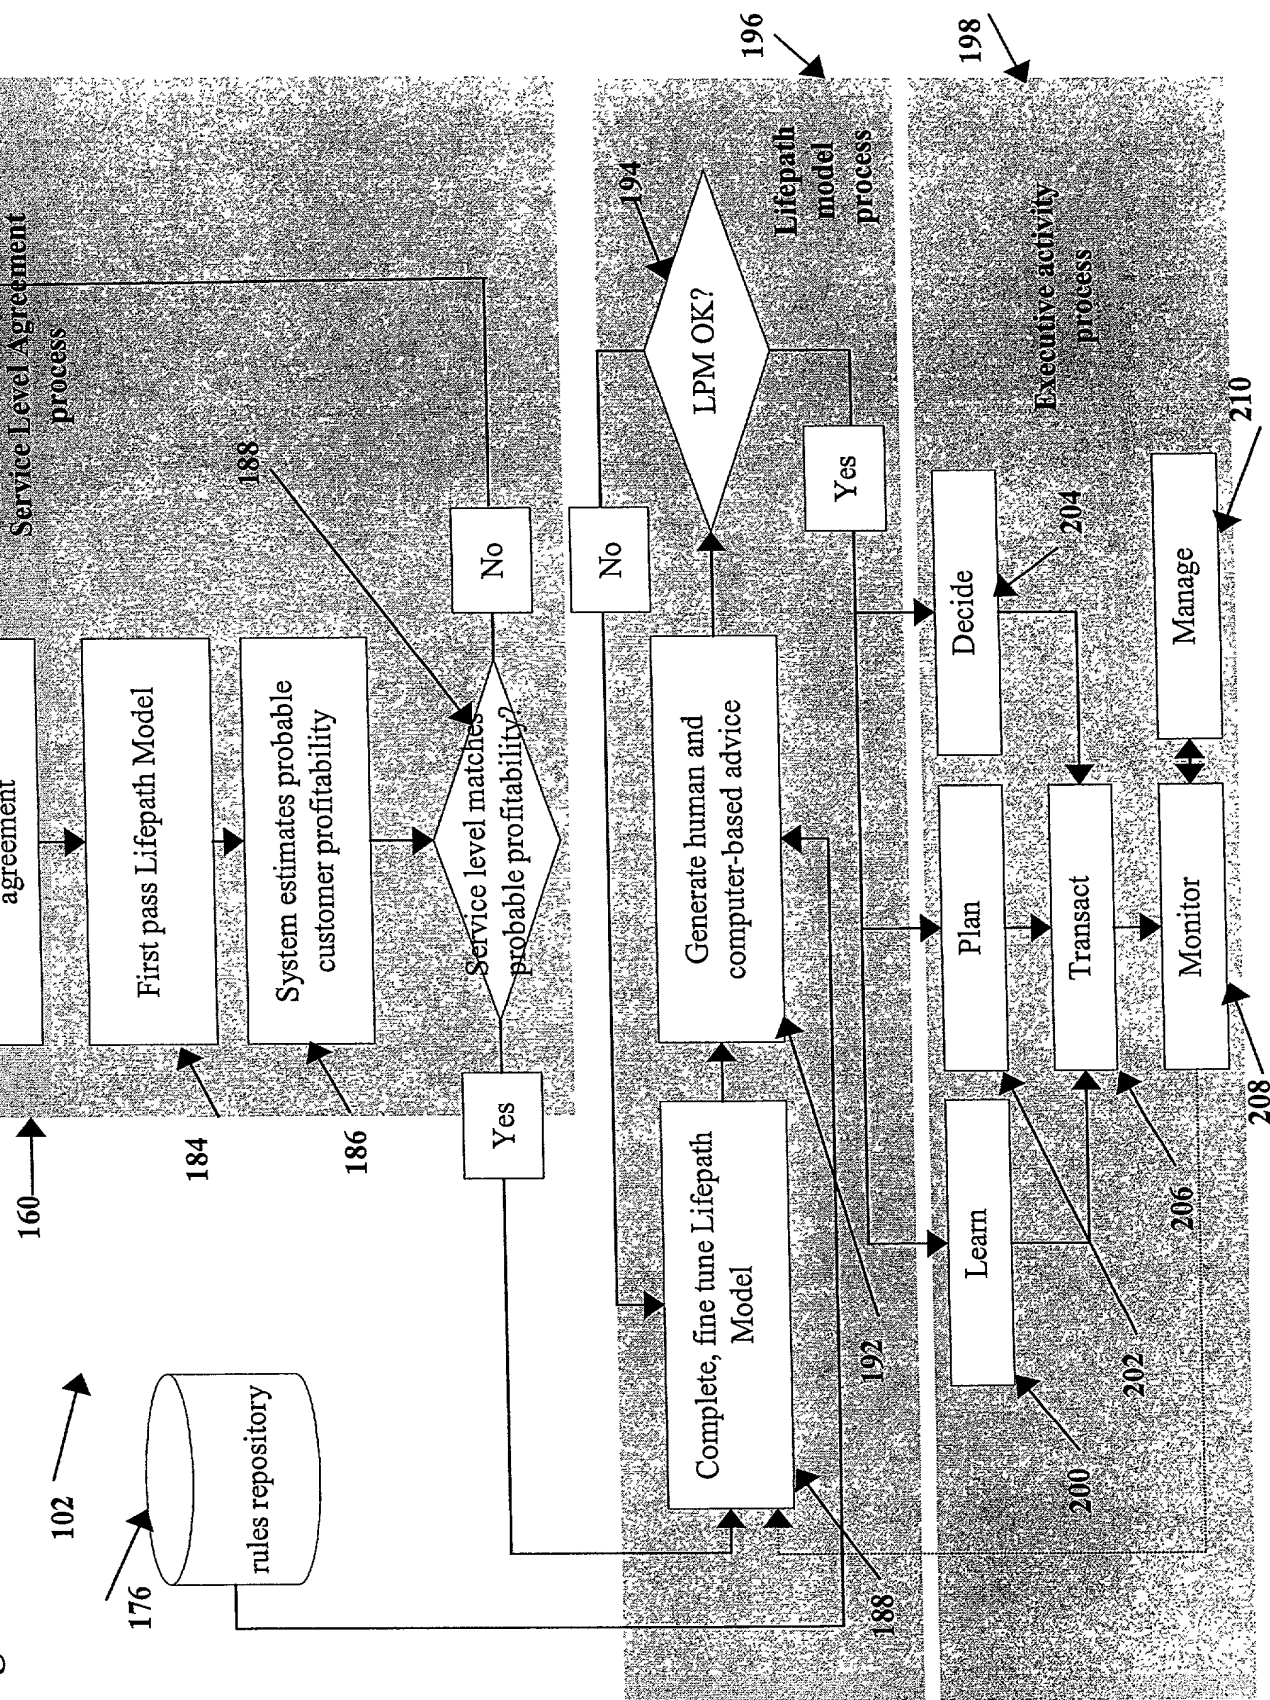 Service Level Agreement
process
agreement
160
First pass Lifepath Model
184
System estimates probable
customer profitability
186
188
Service level matches
probable profitability?
No
Yes
102
176
rules repository
196
Lifepath
model
process
194
LPM OK?
No
Yes
Generate human and
computer-based advice
192
Complete, fine tune Lifepath
Model
188
198
Executive activity
process
Learn
200
Plan
202
Decide
204
Transact
206
Monitor
208
Manage
210